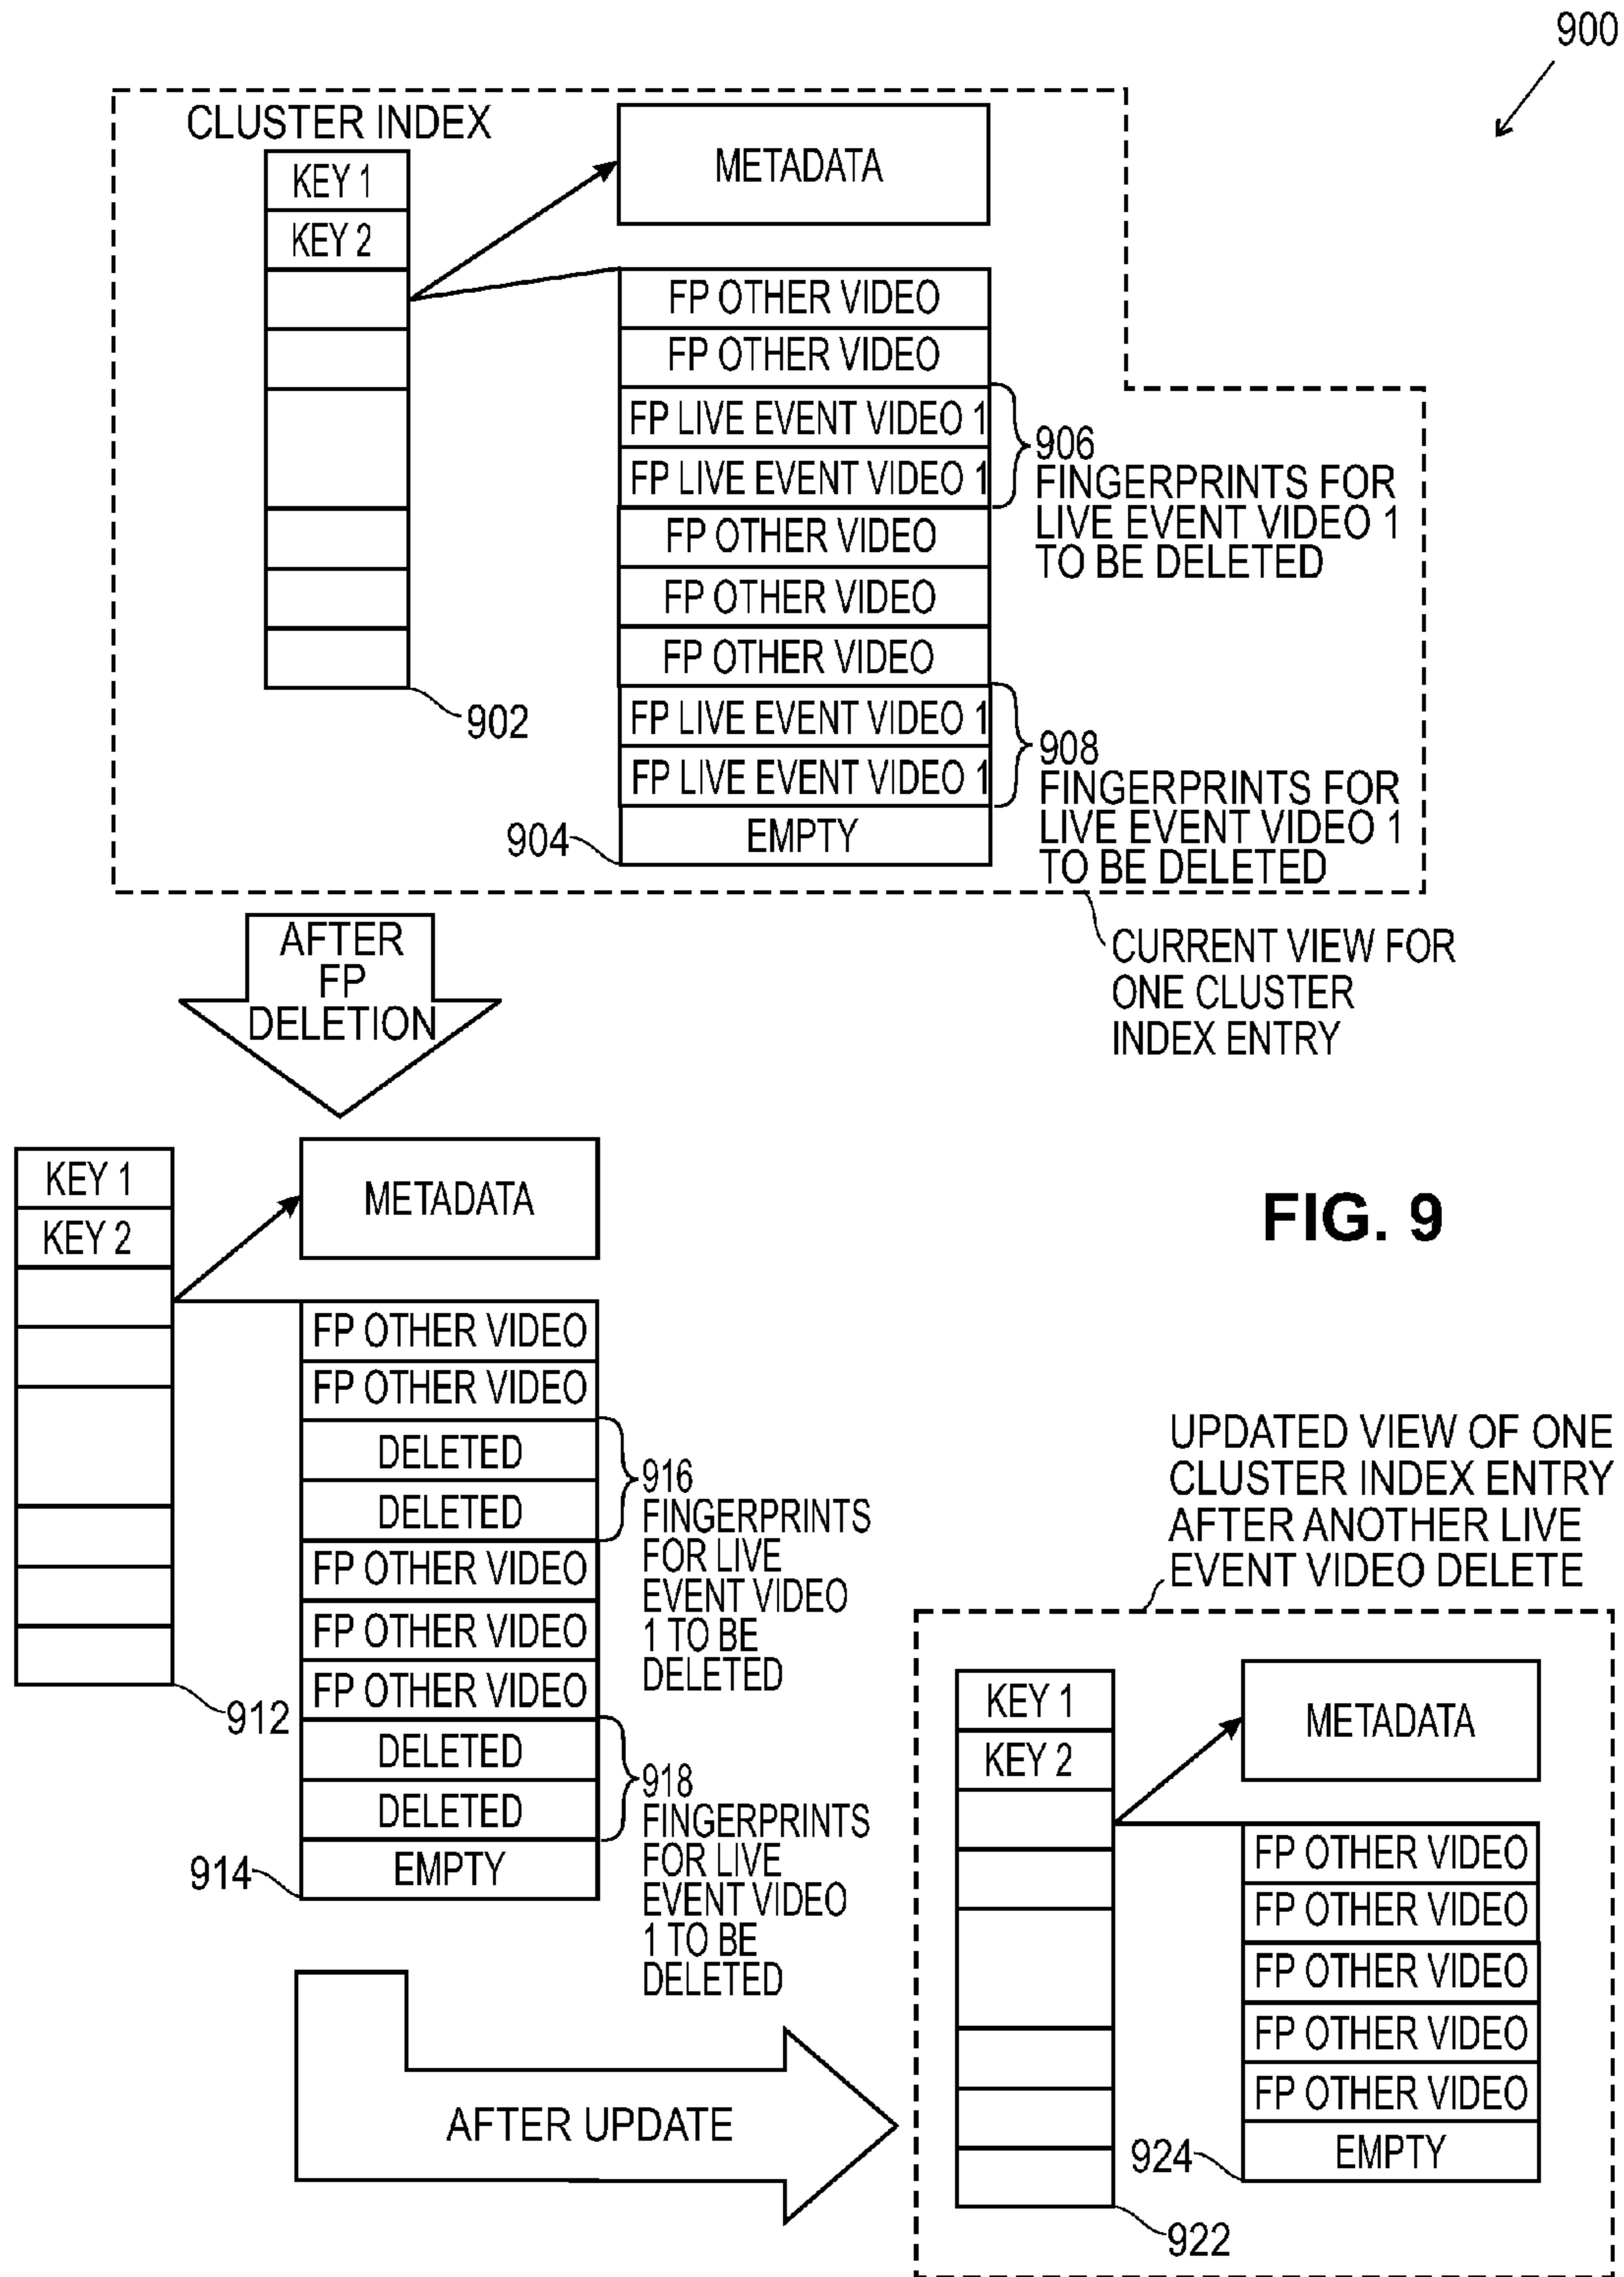 900
CLUSTER INDEX
KEY 1
KEY 2
902
METADATA
FP OTHER VIDEO
FP OTHER VIDEO
FP LIVE EVENT VIDEO 1
FP LIVE EVENT VIDEO 1
FP OTHER VIDEO
FP OTHER VIDEO
FP OTHER VIDEO
FP LIVE EVENT VIDEO 1
FP LIVE EVENT VIDEO 1
EMPTY
904
906
FINGERPRINTS FOR
LIVE EVENT VIDEO 1
TO BE DELETED
908
FINGERPRINTS FOR
LIVE EVENT VIDEO 1
TO BE DELETED
CURRENT VIEW FOR
ONE CLUSTER
INDEX ENTRY
AFTER
FP
DELETION
KEY 1
KEY 2
912
METADATA
FP OTHER VIDEO
FP OTHER VIDEO
DELETED
DELETED
FP OTHER VIDEO
FP OTHER VIDEO
FP OTHER VIDEO
DELETED
DELETED
EMPTY
914
916
FINGERPRINTS
FOR LIVE
EVENT VIDEO
1 TO BE
DELETED
918
FINGERPRINTS
FOR LIVE
EVENT VIDEO
1 TO BE
DELETED
FIG. 9
AFTER UPDATE
UPDATED VIEW OF ONE
CLUSTER INDEX ENTRY
AFTER ANOTHER LIVE
EVENT VIDEO DELETE
KEY 1
KEY 2
922
METADATA
FP OTHER VIDEO
FP OTHER VIDEO
FP OTHER VIDEO
FP OTHER VIDEO
FP OTHER VIDEO
EMPTY
924